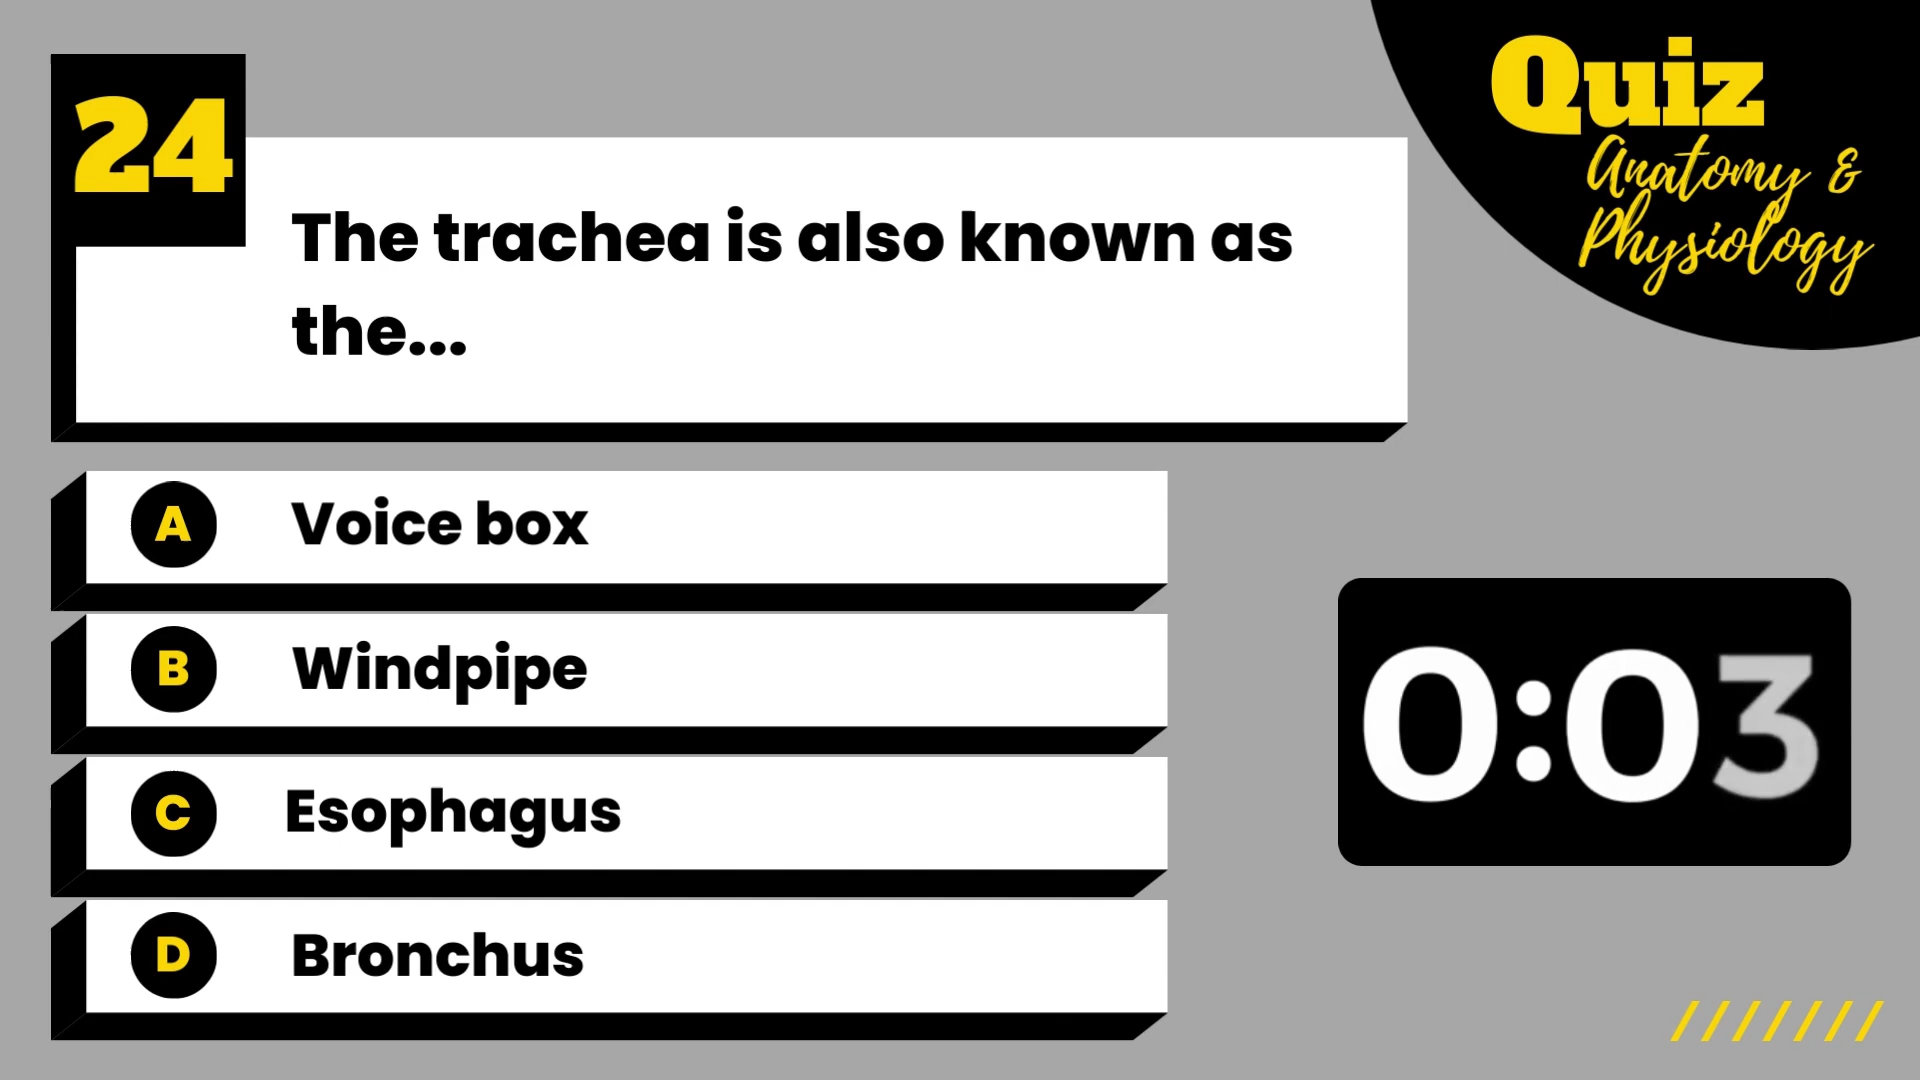 24
Quiz
Anatomy &
Physiology
The trachea is also known as
the...
A Voice box
B Windpipe
C Esophagus
D Bronchus
0:03